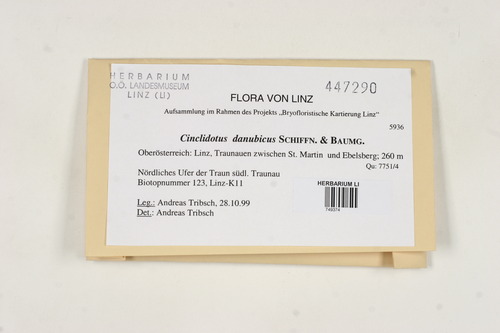 HERBARIUM
O.Ö. LANDESMUSEUM
LINZ (LI)
447290
FLORA VON LINZ
Aufsammlung im Rahmen des Projekts „Bryofloristische Kartierung Linz“
5936
Cinclidotus danubicus SCHIFFN. & BAUMG.
Oberösterreich: Linz, Traunauen zwischen St. Martin und Ebelsberg; 260 m
Qu: 7751/4
Nördliches Ufer der Traun südl. Traunau
Biotopnummer 123, Linz-K11
HERBARIUM LI
749374
Leg.: Andreas Tribsch, 28.10.99
Det.: Andreas Tribsch